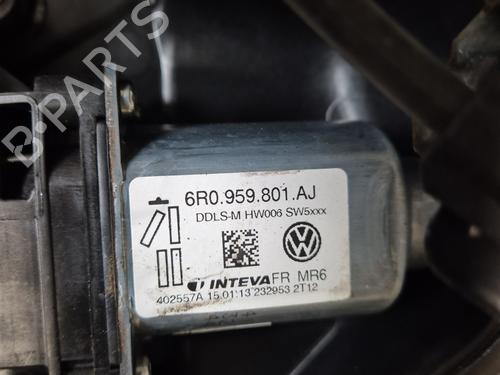 B-PARTS
6R0.959.801.AJ
DDLS-M HW006 SW5xxx
INTEVA FR MR6
402557A 15.01.13 232953 2T12